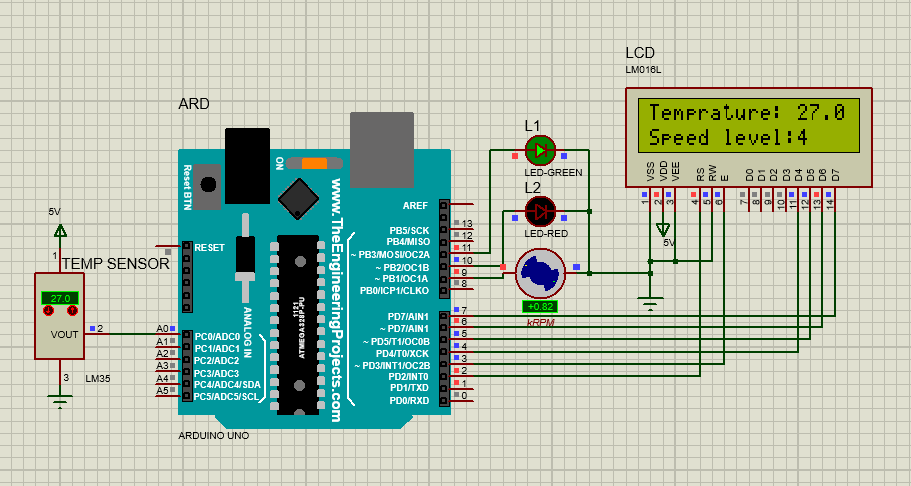 LCD
LM016L
Temprature: 27.0
Speed level:4
VSS
VDD
VEE
RS
RW
E
D0
D1
D2
D3
D4
D5
D6
D7
1
2
3
4
5
6
7
8
9
10
11
12
13
14
5V
L1
LED-GREEN
L2
LED-RED
+0.82
kRPM
ARD
ON
Reset BTN
www.TheEngineeringProjects.com
RESET
ANALOG IN
1121
ATMEGA328P-PU
AREF
PB5/SCK
PB4/MISO
~ PB3/MOSI/OC2A
~ PB2/OC1B
~ PB1/OC1A
PB0/ICP1/CLKO
PD7/AIN1
~ PD7/AIN1
~ PD5/T1/OC0B
PD4/T0/XCK
~ PD3/INT1/OC2B
PD2/INT0
PD1/TXD
PD0/RXD
13
12
11
10
9
8
7
6
5
4
3
2
1
0
A0
A1
A2
A3
A4
A5
PC0/ADC0
PC1/ADC1
PC2/ADC2
PC3/ADC3
PC4/ADC4/SDA
PC5/ADC5/SCL
ARDUINO UNO
5V
1
TEMP SENSOR
27.0
VOUT
2
3
LM35